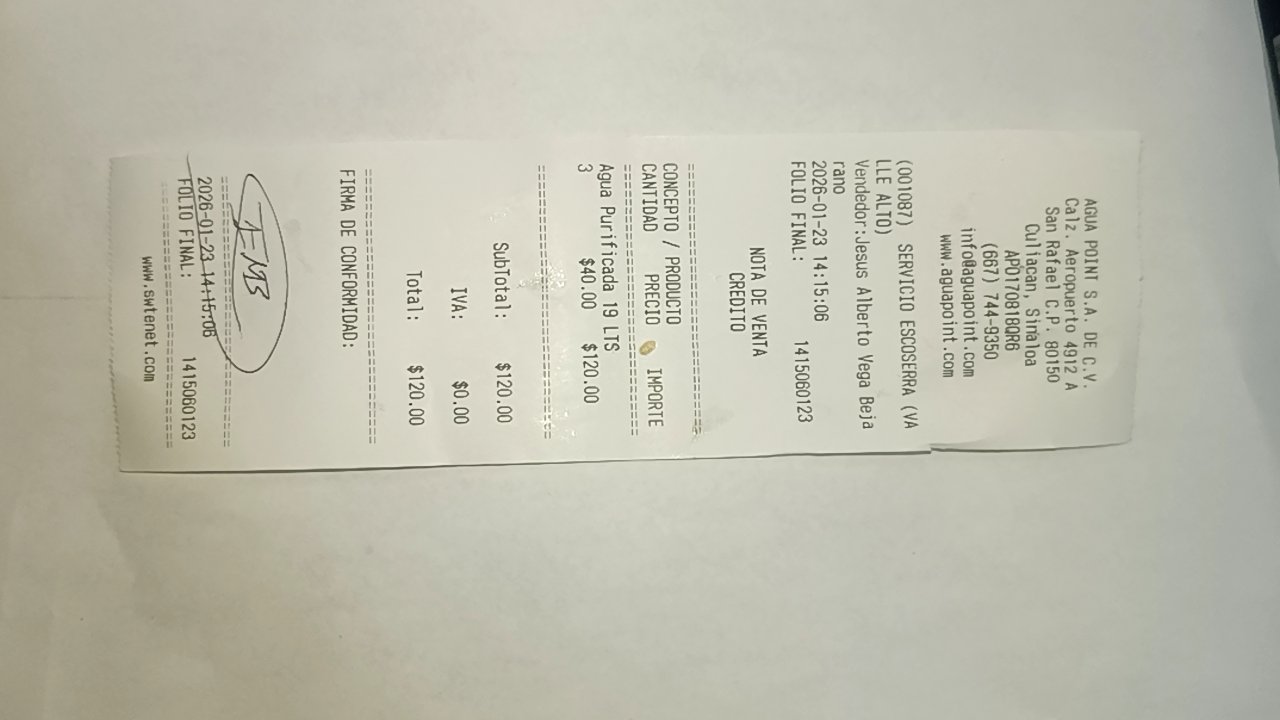 AGUA POINT S.A. DE C.V.
Calz. Aeropuerto 4912 A
San Rafael C.P. 80150
Culiacan, Sinaloa
APO170818QR6
(667) 744-9350
info@aguapoint.com
www.aguapoint.com
(001087) SERVICIO ESCOSERRA (VA
LLE ALTO)
Vendedor:Jesus Alberto Vega Beja
rano
2026-01-23 14:15:06
FOLIO FINAL: 1415060123
NOTA DE VENTA
CREDITO
CONCEPTO / PRODUCTO
CANTIDAD PRECIO IMPORTE
Agua Purificada 19 LTS
3 $40.00 $120.00
SubTotal: $120.00
IVA: $0.00
Total: $120.00
FIRMA DE CONFORMIDAD:
2026-01-23 14:15:06
FOLIO FINAL: 1415060123
www.swtenet.com